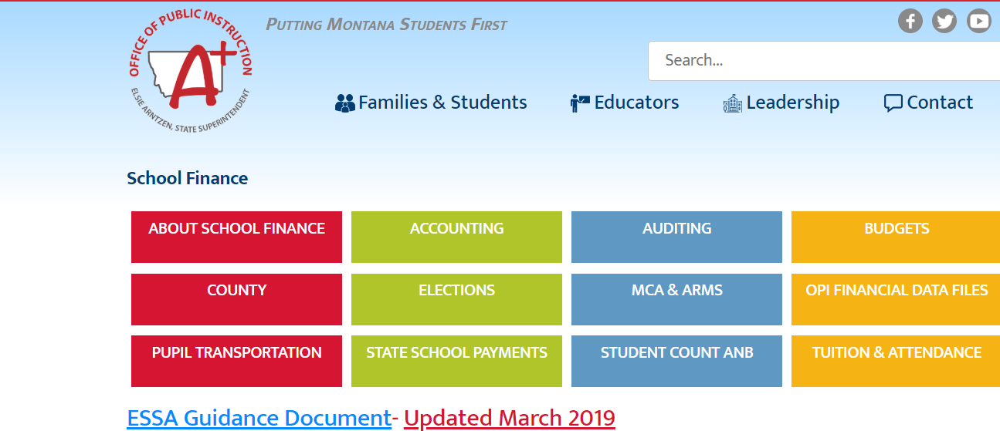 OFFICE OF PUBLIC INSTRUCTION
A+
ELSIE ARNTZEN, STATE SUPERINTENDENT
PUTTING MONTANA STUDENTS FIRST
Search...
Families & Students Educators Leadership Contact
School Finance
ABOUT SCHOOL FINANCE ACCOUNTING AUDITING BUDGETS
COUNTY ELECTIONS MCA & ARMS OPI FINANCIAL DATA FILES
PUPIL TRANSPORTATION STATE SCHOOL PAYMENTS STUDENT COUNT ANB TUITION & ATTENDANCE
ESSA Guidance Document- Updated March 2019